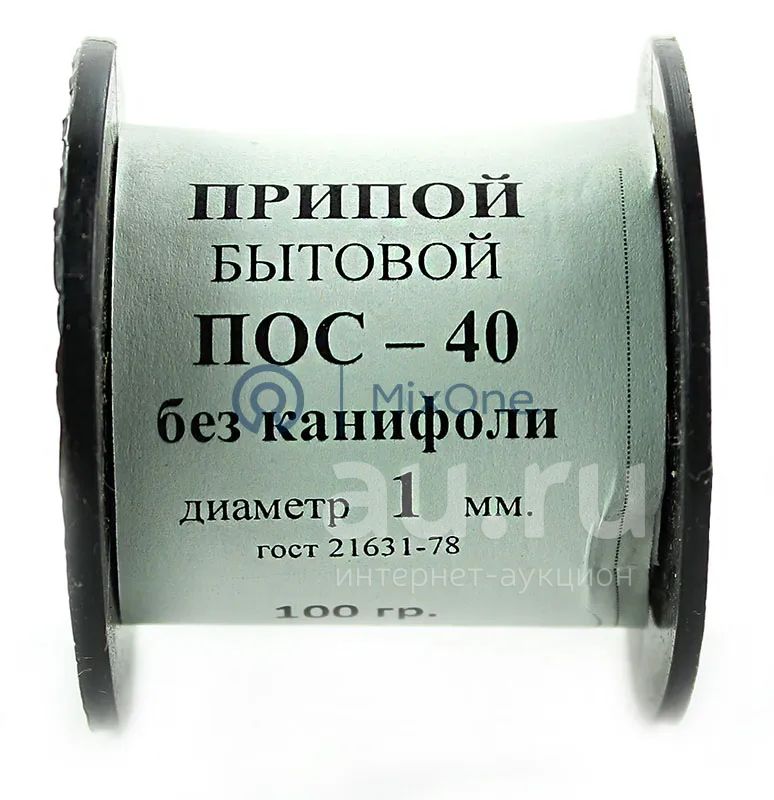 ПРИПОЙ
БЫТОВОЙ
ПОС – 40
MixOne.
без канифоли
диаметр 1 мм.
au.ru
гост 21631-78
интернет-аукцион
100 гр.